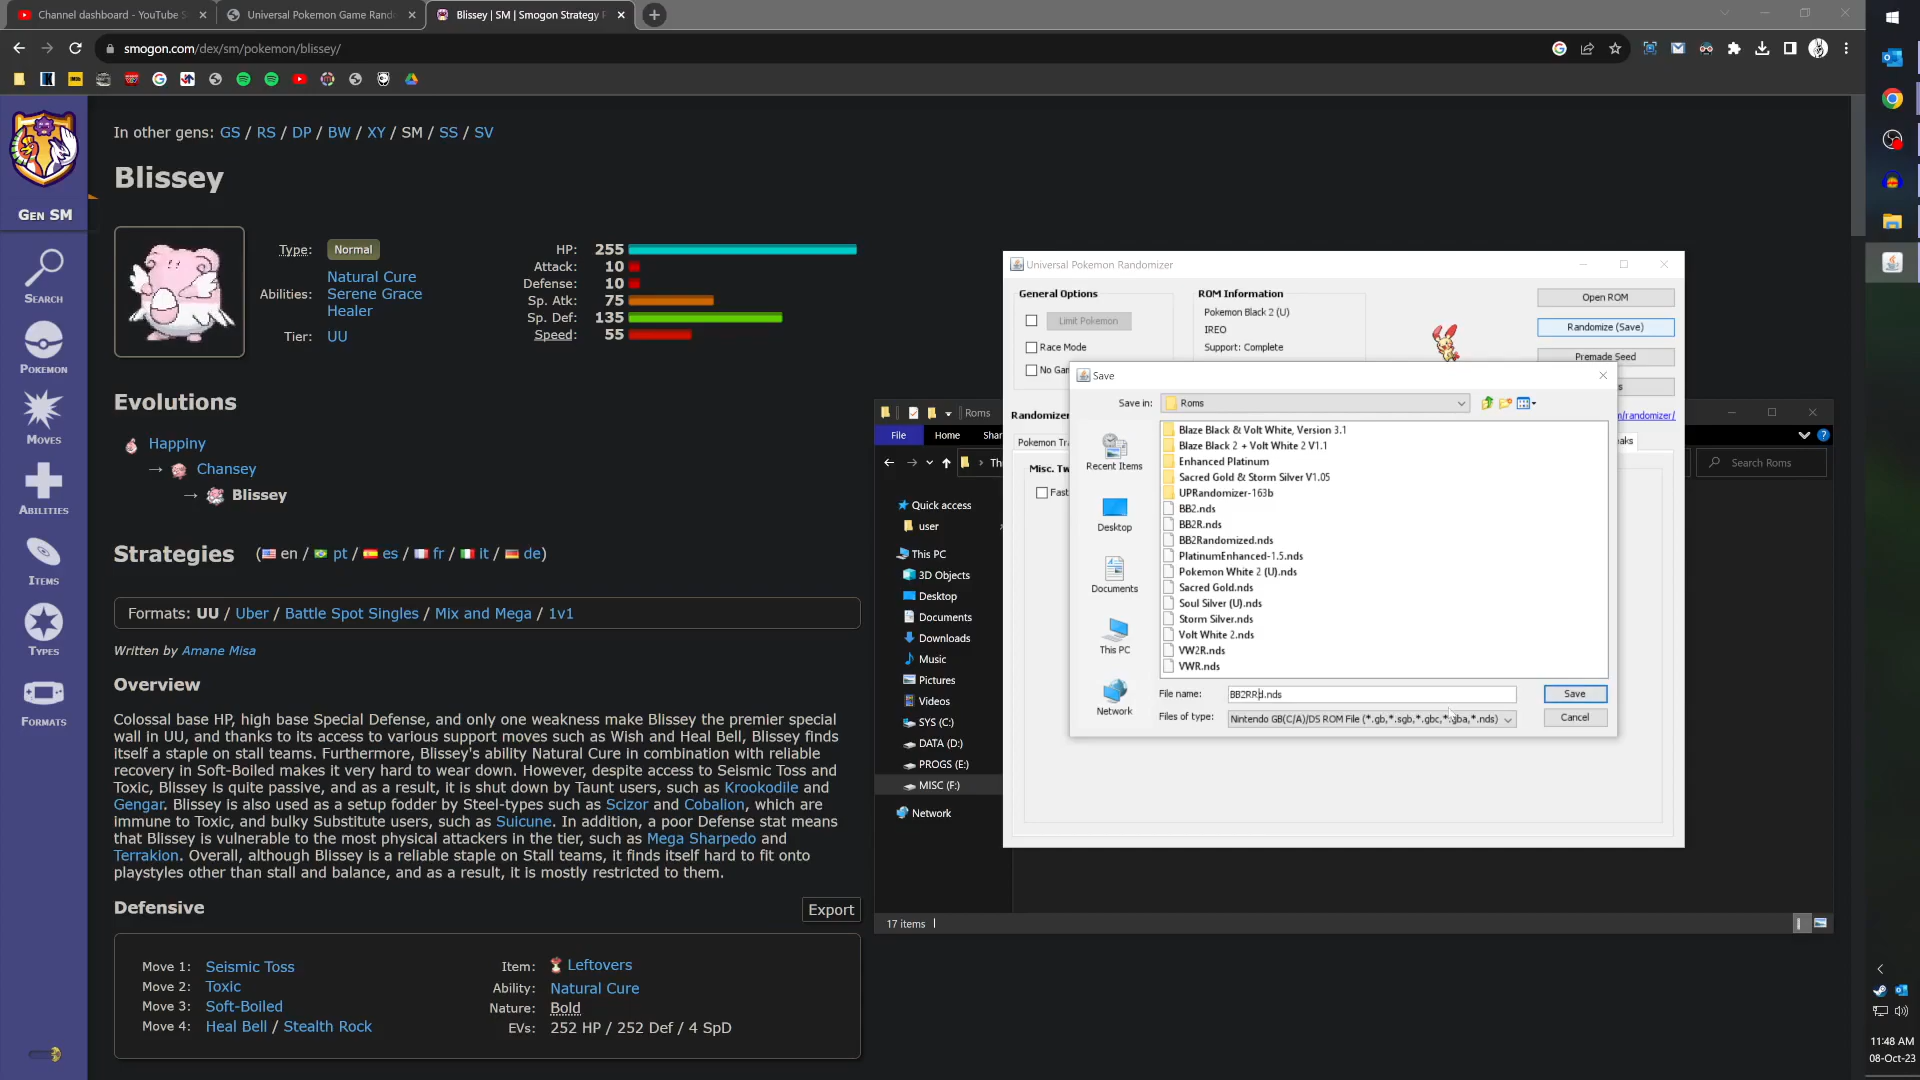 Channel dashboard - YouTube S
Universal Pokemon Game Rand
Blissey | SM | Smogon Strategy P
smogon.com/dex/sm/pokemon/blissey/
GEN SM
SEARCH
POKEMON
MOVES
ABILITIES
ITEMS
TYPES
FORMATS
In other gens: GS / RS / DP / BW / XY / SM / SS / SV
Blissey
Type: Normal
Abilities: Natural Cure
Serene Grace
Healer
Tier: UU
HP: 255
Attack: 10
Defense: 10
Sp. Atk: 75
Sp. Def: 135
Speed: 55
Evolutions
Happiny
→ Chansey
→ Blissey
Strategies (en / pt / es / fr / it / de)
Formats: UU / Uber / Battle Spot Singles / Mix and Mega / 1v1
Written by Amane Misa
Overview
Colossal base HP, high base Special Defense, and only one weakness make Blissey the premier special
wall in UU, and thanks to its access to various support moves such as Wish and Heal Bell, Blissey finds
itself a staple on stall teams. Furthermore, Blissey's ability Natural Cure in combination with reliable
recovery in Soft-Boiled makes it very hard to wear down. However, despite access to Seismic Toss and
Toxic, Blissey is quite passive, and as a result, it is shut down by Taunt users, such as Krookodile and
Gengar. Blissey is also used as a setup fodder by Steel-types such as Scizor and Cobalion, which are
immune to Toxic, and bulky Substitute users, such as Suicune. In addition, a poor Defense stat means
that Blissey is vulnerable to the most physical attackers in the tier, such as Mega Sharpedo and
Terrakion. Overall, although Blissey is a reliable staple on Stall teams, it finds itself hard to fit onto
playstyles other than stall and balance, and as a result, it is mostly restricted to them.
Defensive
Export
Move 1: Seismic Toss
Move 2: Toxic
Move 3: Soft-Boiled
Move 4: Heal Bell / Stealth Rock
Item: Leftovers
Ability: Natural Cure
Nature: Bold
EVs: 252 HP / 252 Def / 4 SpD
Universal Pokemon Randomizer
General Options
Limit Pokemon
Race Mode
No Gam
ROM Information
Pokemon Black 2 (U)
IREO
Support: Complete
Open ROM
Randomize (Save)
Premade Seed
s
m/randomizer/
Randomizer
Pokemon Tra
eaks
Misc. Tw
Fast
Save
Save in: Roms
Recent Items
Desktop
Documents
This PC
Network
Blaze Black & Volt White, Version 3.1
Blaze Black 2 + Volt White 2 V1.1
Enhanced Platinum
Sacred Gold & Storm Silver V1.05
UPRandomizer-163b
BB2.nds
BB2R.nds
BB2Randomized.nds
PlatinumEnhanced-1.5.nds
Pokemon White 2 (U).nds
Sacred Gold.nds
Soul Silver (U).nds
Storm Silver.nds
Volt White 2.nds
VW2R.nds
VWR.nds
File name: BB2RRd.nds
Save
Files of type: Nintendo GB(C/A)/DS ROM File (*.gb,*.sgb,*.gbc,*.gba,*.nds)
Cancel
Roms
File
Home
Shar
Th
Search Roms
Quick access
user
This PC
3D Objects
Desktop
Documents
Downloads
Music
Pictures
Videos
SYS (C:)
DATA (D:)
PROGS (E:)
MISC (F:)
Network
17 items
11:48 AM
08-Oct-23